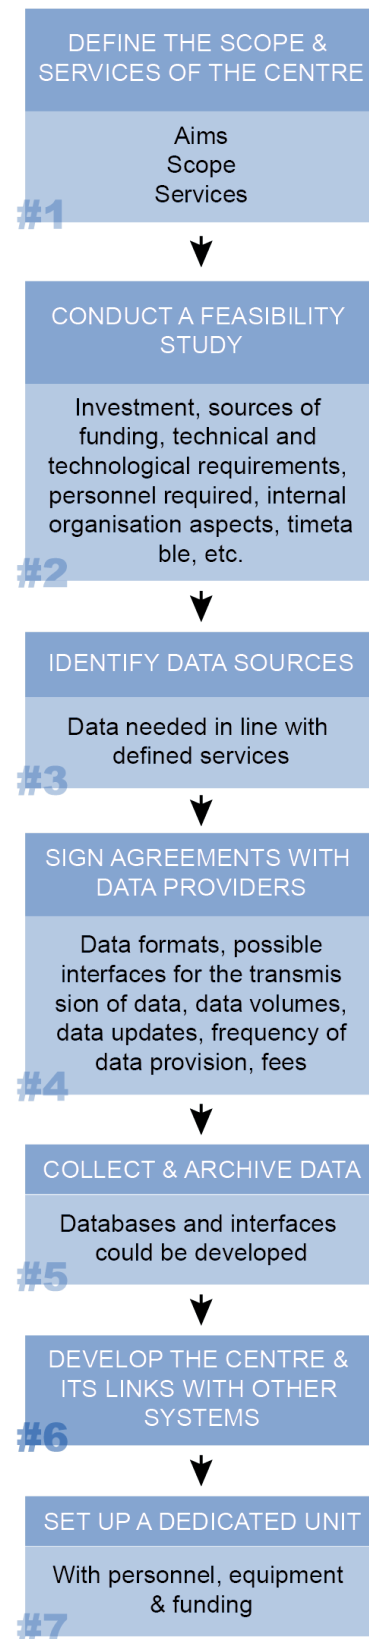 DEFINE THE SCOPE &
SERVICES OF THE CENTRE
Aims
Scope
Services
#1
CONDUCT A FEASIBILITY
STUDY
Investment, sources of
funding, technical and
technological requirements,
personnel required, internal
organisation aspects, timeta
ble, etc.
#2
IDENTIFY DATA SOURCES
Data needed in line with
defined services
#3
SIGN AGREEMENTS WITH
DATA PROVIDERS
Data formats, possible
interfaces for the transmis
sion of data, data volumes,
data updates, frequency of
data provision, fees
#4
COLLECT & ARCHIVE DATA
Databases and interfaces
could be developed
#5
DEVELOP THE CENTRE &
ITS LINKS WITH OTHER
SYSTEMS
#6
SET UP A DEDICATED UNIT
With personnel, equipment
& funding
#7